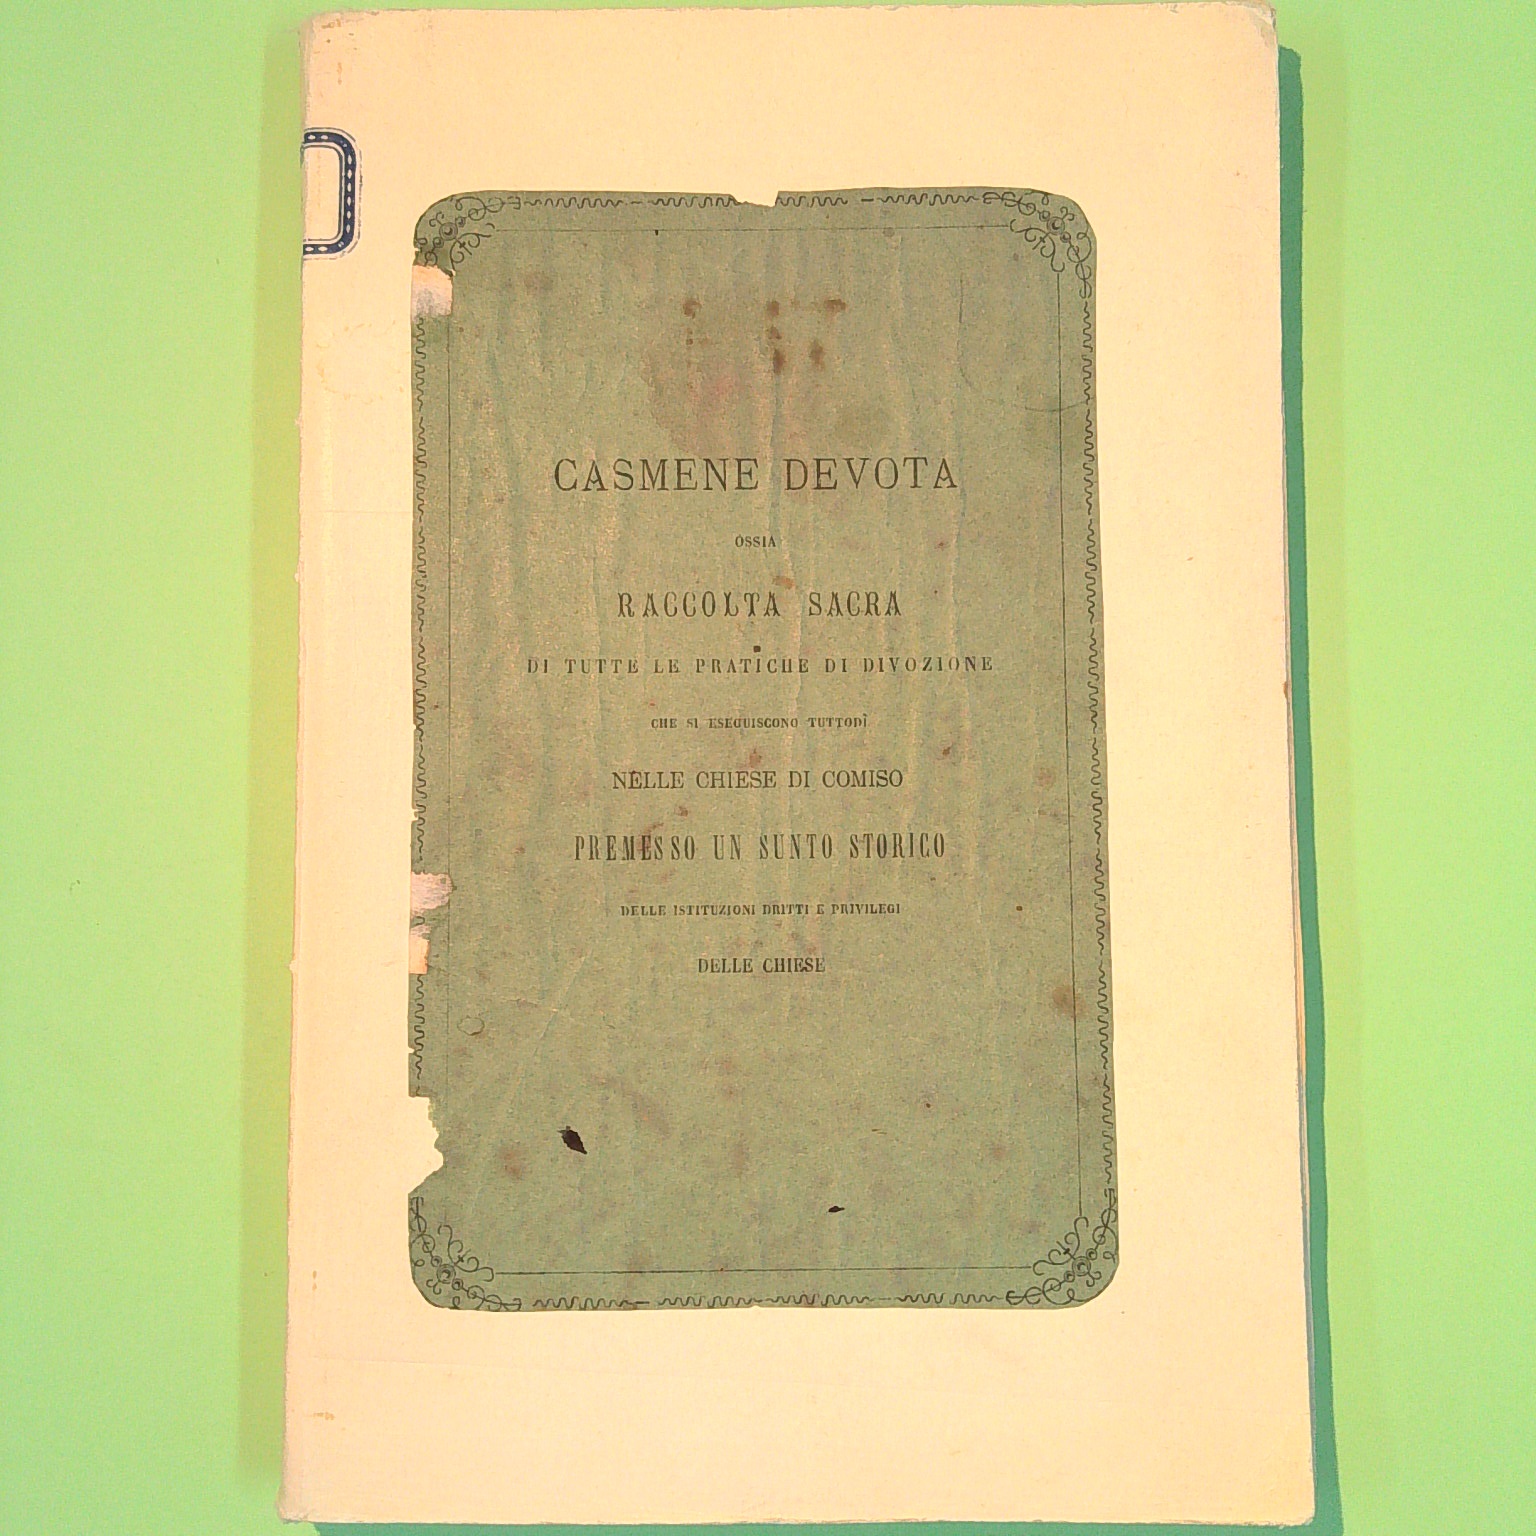 CASMENE DEVOTA
OSSIA
RACCOLTA SACRA
DI TUTTE LE PRATICHE DI DIVOZIONE
CHE SI ESEGUISCONO TUTTODÌ
NELLE CHIESE DI COMISO
PREMESSO UN SUNTO STORICO
DELLE ISTITUZIONI DRITTI E PRIVILEGI
DELLE CHIESE